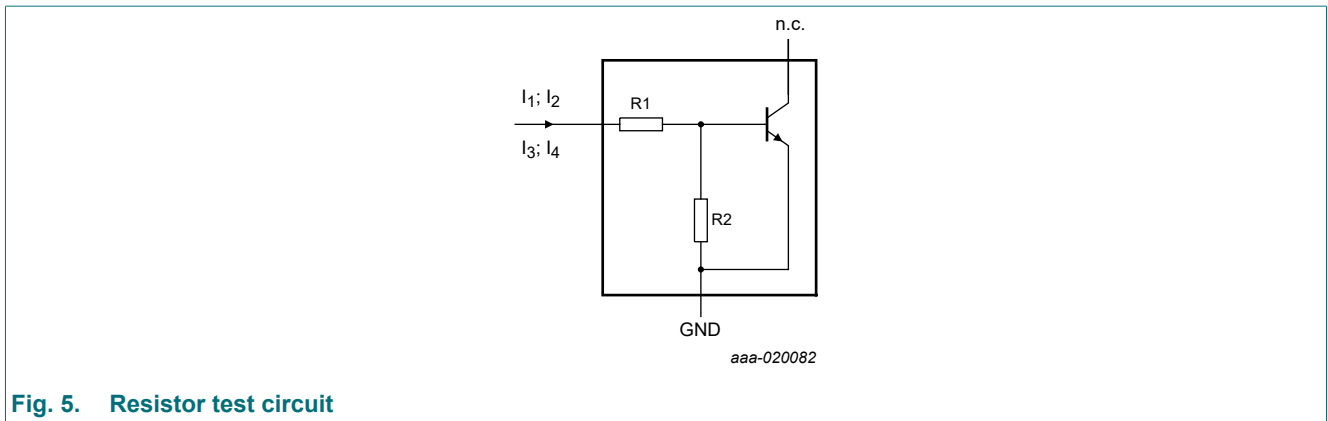 n.c.
I1; I2
R1
I3; I4
R2
GND
aaa-020082
Fig. 5. Resistor test circuit